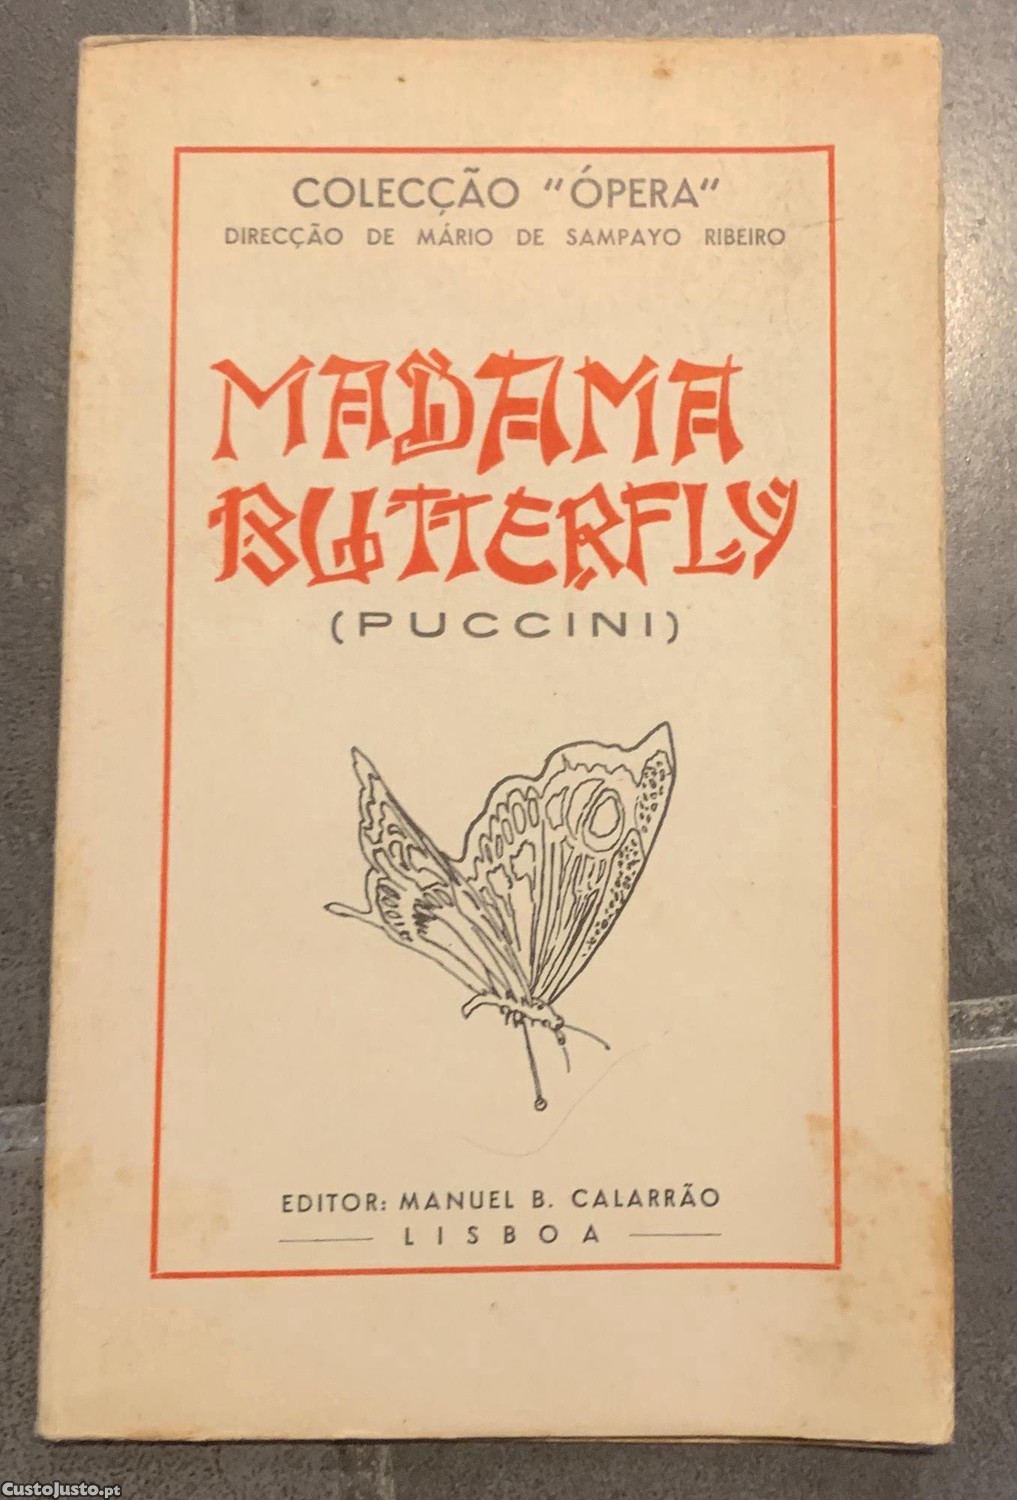 COLECÇÃO "ÓPERA"
DIRECÇÃO DE MÁRIO DE SAMPAYO RIBEIRO
MADAMA
BUTTERFLY
(PUCCINI)
EDITOR: MANUEL B. CALARRÃO
LISBOA
CustoJusto.pt